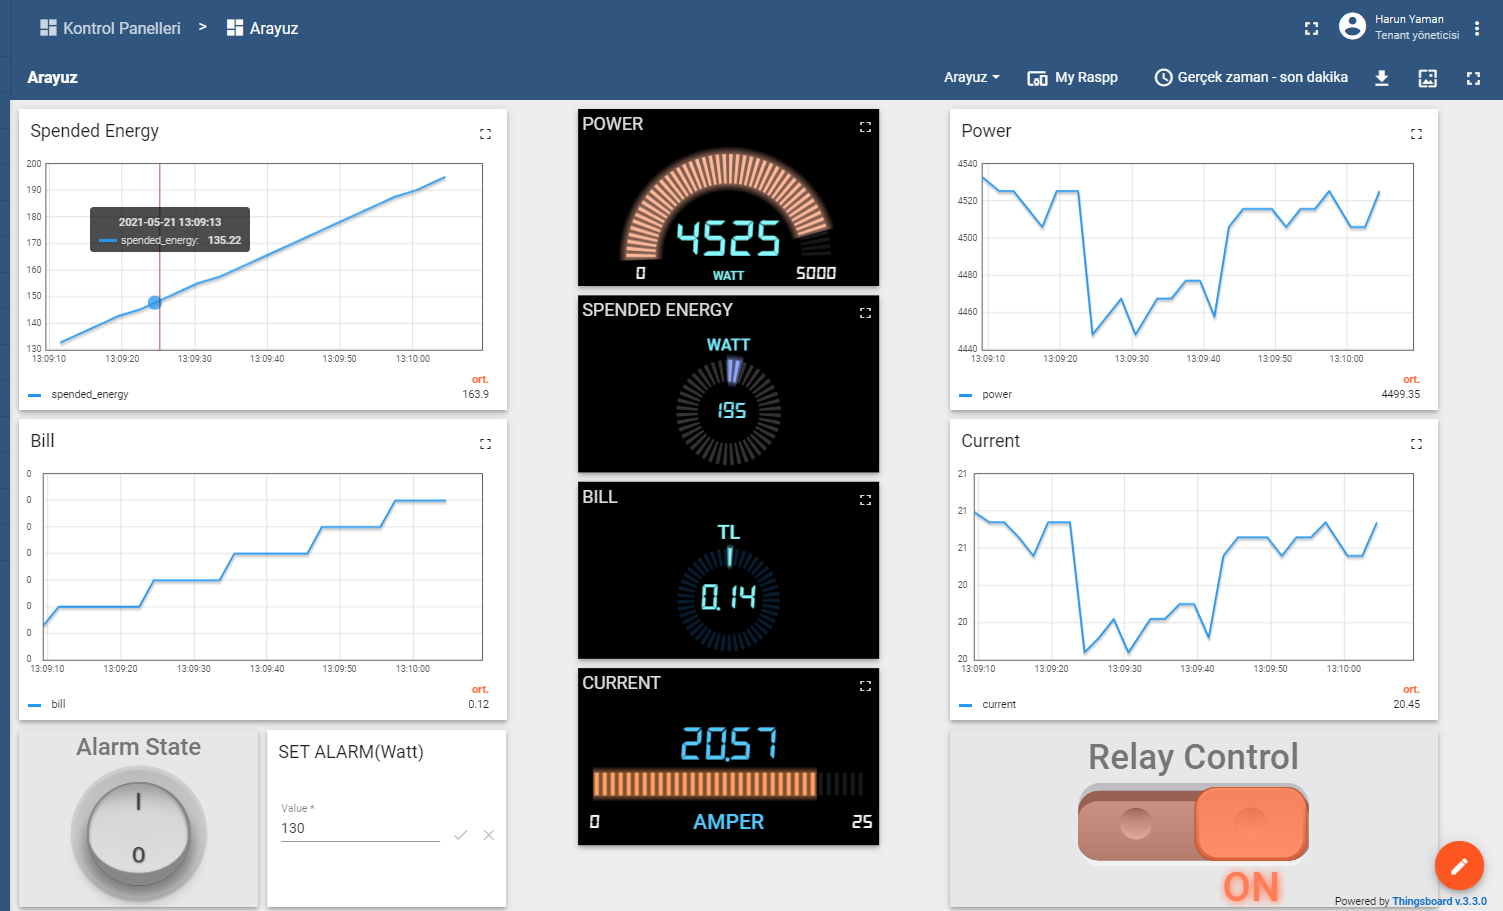 Kontrol Panelleri > Arayuz
Harun Yaman
Tenant yöneticisi
Arayuz
Arayuz My Raspp Gerçek zaman - son dakika
Spended Energy
200
190
180
170
160
150
140
130
2021-05-21 13:09:13
spended_energy: 135.22
13:09:10 13:09:20 13:09:30 13:09:40 13:09:50 13:10:00
ort.
spended_energy 163.9
Bill
0
0
0
0
0
0
0
0
13:09:10 13:09:20 13:09:30 13:09:40 13:09:50 13:10:00
ort.
bill 0.12
Alarm State
I
0
SET ALARM(Watt)
Value *
130
POWER
4525
0 WATT 5000
SPENDED ENERGY
WATT
195
BILL
TL
0.14
CURRENT
20.57
0 AMPER 25
Power
4540
4520
4500
4480
4460
4440
13:09:10 13:09:20 13:09:30 13:09:40 13:09:50 13:10:00
ort.
power 4499.35
Current
21
21
21
20
20
20
13:09:10 13:09:20 13:09:30 13:09:40 13:09:50 13:10:00
ort.
current 20.45
Relay Control
ON
Powered by Thingsboard v.3.3.0